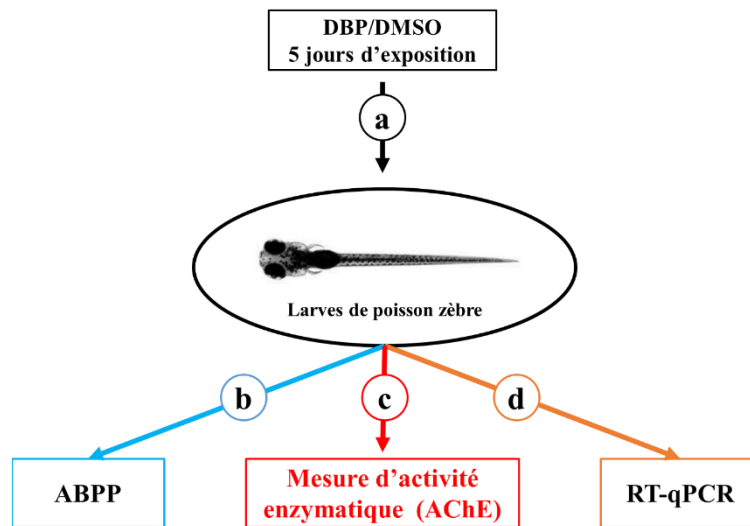 DBP/DMSO
5 jours d’exposition
a
Larves de poisson zèbre
b
c
d
ABPP
Mesure d’activité
enzymatique (AChE)
RT-qPCR